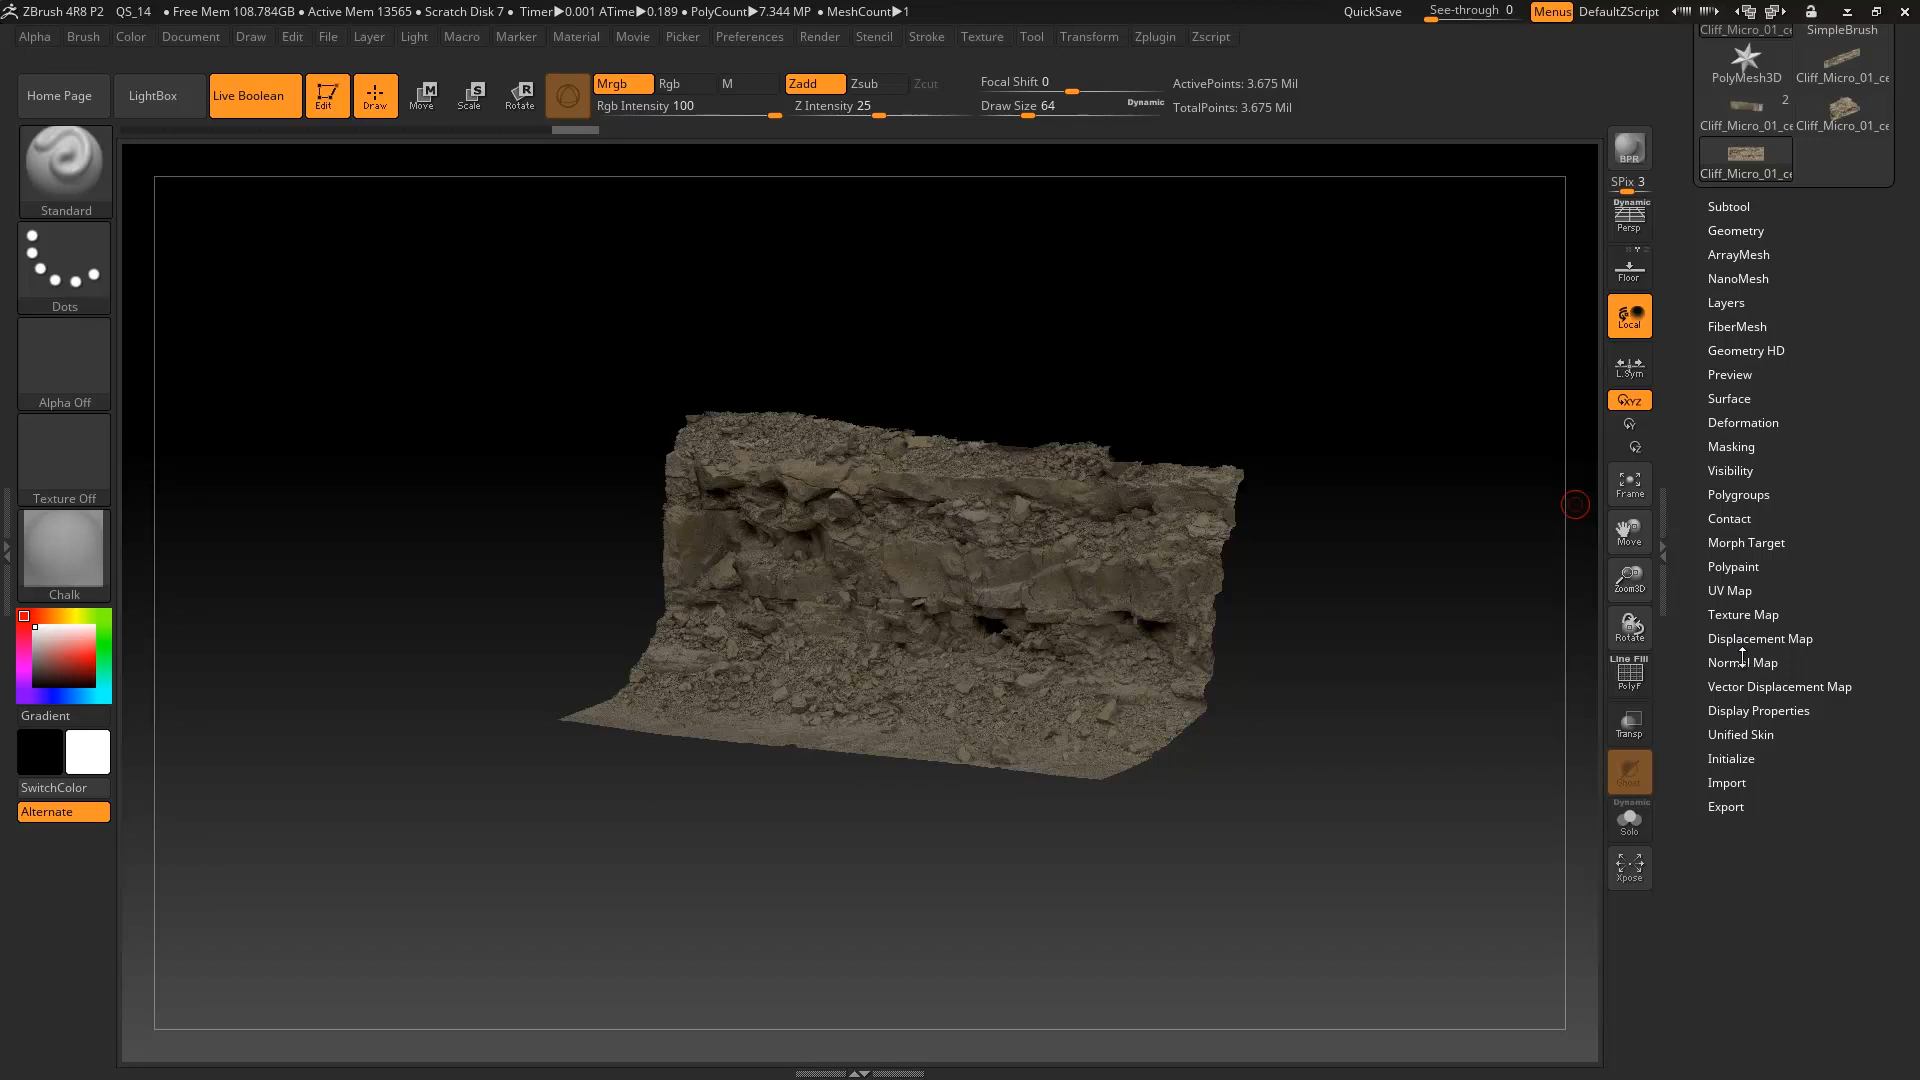 ZBrush 4R8 P2 QS_14 ● Free Mem 108.784GB ● Active Mem 13565 ● Scratch Disk 7 ● Timer▶0.001 ATime▶0.189 ● PolyCount▶7.344 MP ● MeshCount▶1 QuickSave See-through 0 Menus DefaultZScript
Alpha Brush Color Document Draw Edit File Layer Light Macro Marker Material Movie Picker Preferences Render Stencil Stroke Texture Tool Transform Zplugin Zscript
Home Page LightBox Live Boolean Edit Draw Move Scale Rotate
Mrgb Rgb M Zadd Zsub Zcut
Rgb Intensity 100 Z Intensity 25
Focal Shift 0
Draw Size 64 Dynamic
ActivePoints: 3.675 Mil
TotalPoints: 3.675 Mil
Standard
Dots
Alpha Off
Texture Off
Chalk
Gradient
SwitchColor
Alternate
BPR
SPix 3
Dynamic
Persp
Floor
Local
L.Sym
XYZ
Y
Z
Frame
Move
Zoom3D
Rotate
Line Fill
PolyF
Transp
Ghost
Dynamic
Solo
Xpose
Cliff_Micro_01_ce SimpleBrush
PolyMesh3D Cliff_Micro_01_ce
2
Cliff_Micro_01_ce Cliff_Micro_01_ce
Cliff_Micro_01_ce
Subtool
Geometry
ArrayMesh
NanoMesh
Layers
FiberMesh
Geometry HD
Preview
Surface
Deformation
Masking
Visibility
Polygroups
Contact
Morph Target
Polypaint
UV Map
Texture Map
Displacement Map
Normal Map
Vector Displacement Map
Display Properties
Unified Skin
Initialize
Import
Export